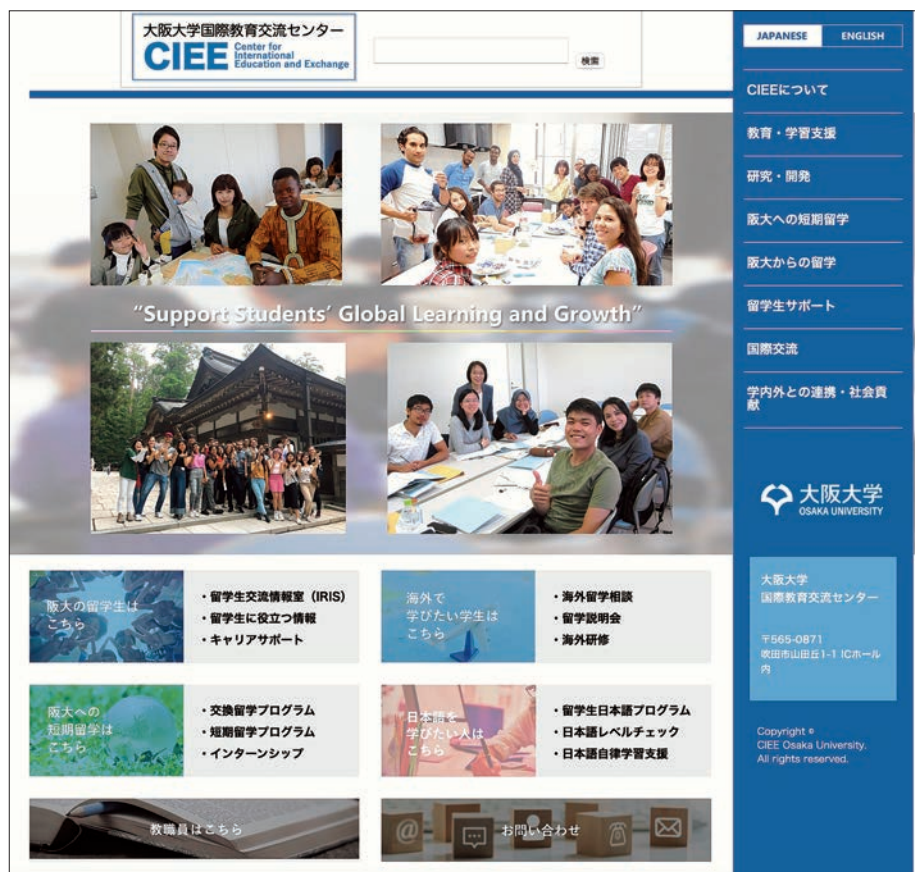 大阪大学国際教育交流センター
CIEE Center for
International
Education and Exchange
検索
JAPANESE ENGLISH
CIEEについて
教育・学習支援
研究・開発
阪大への短期留学
阪大からの留学
留学生サポート
国際交流
学内外との連携・社会貢
献
大阪大学
OSAKA UNIVERSITY
大阪大学
国際教育交流センター
〒565-0871
吹田市山田丘1-1 ICホール
内
Copyright ©
CIEE Osaka University.
All rights reserved.
“Support Students’ Global Learning and Growth”
阪大の留学生は
こちら
・留学生交流情報室（IRIS）
・留学生に役立つ情報
・キャリアサポート
海外で
学びたい学生は
こちら
・海外留学相談
・留学説明会
・海外研修
阪大への
短期留学は
こちら
・交換留学プログラム
・短期留学プログラム
・インターンシップ
日本語を
学びたい人は
こちら
・留学生日本語プログラム
・日本語レベルチェック
・日本語自律学習支援
教職員はこちら
お問い合わせ